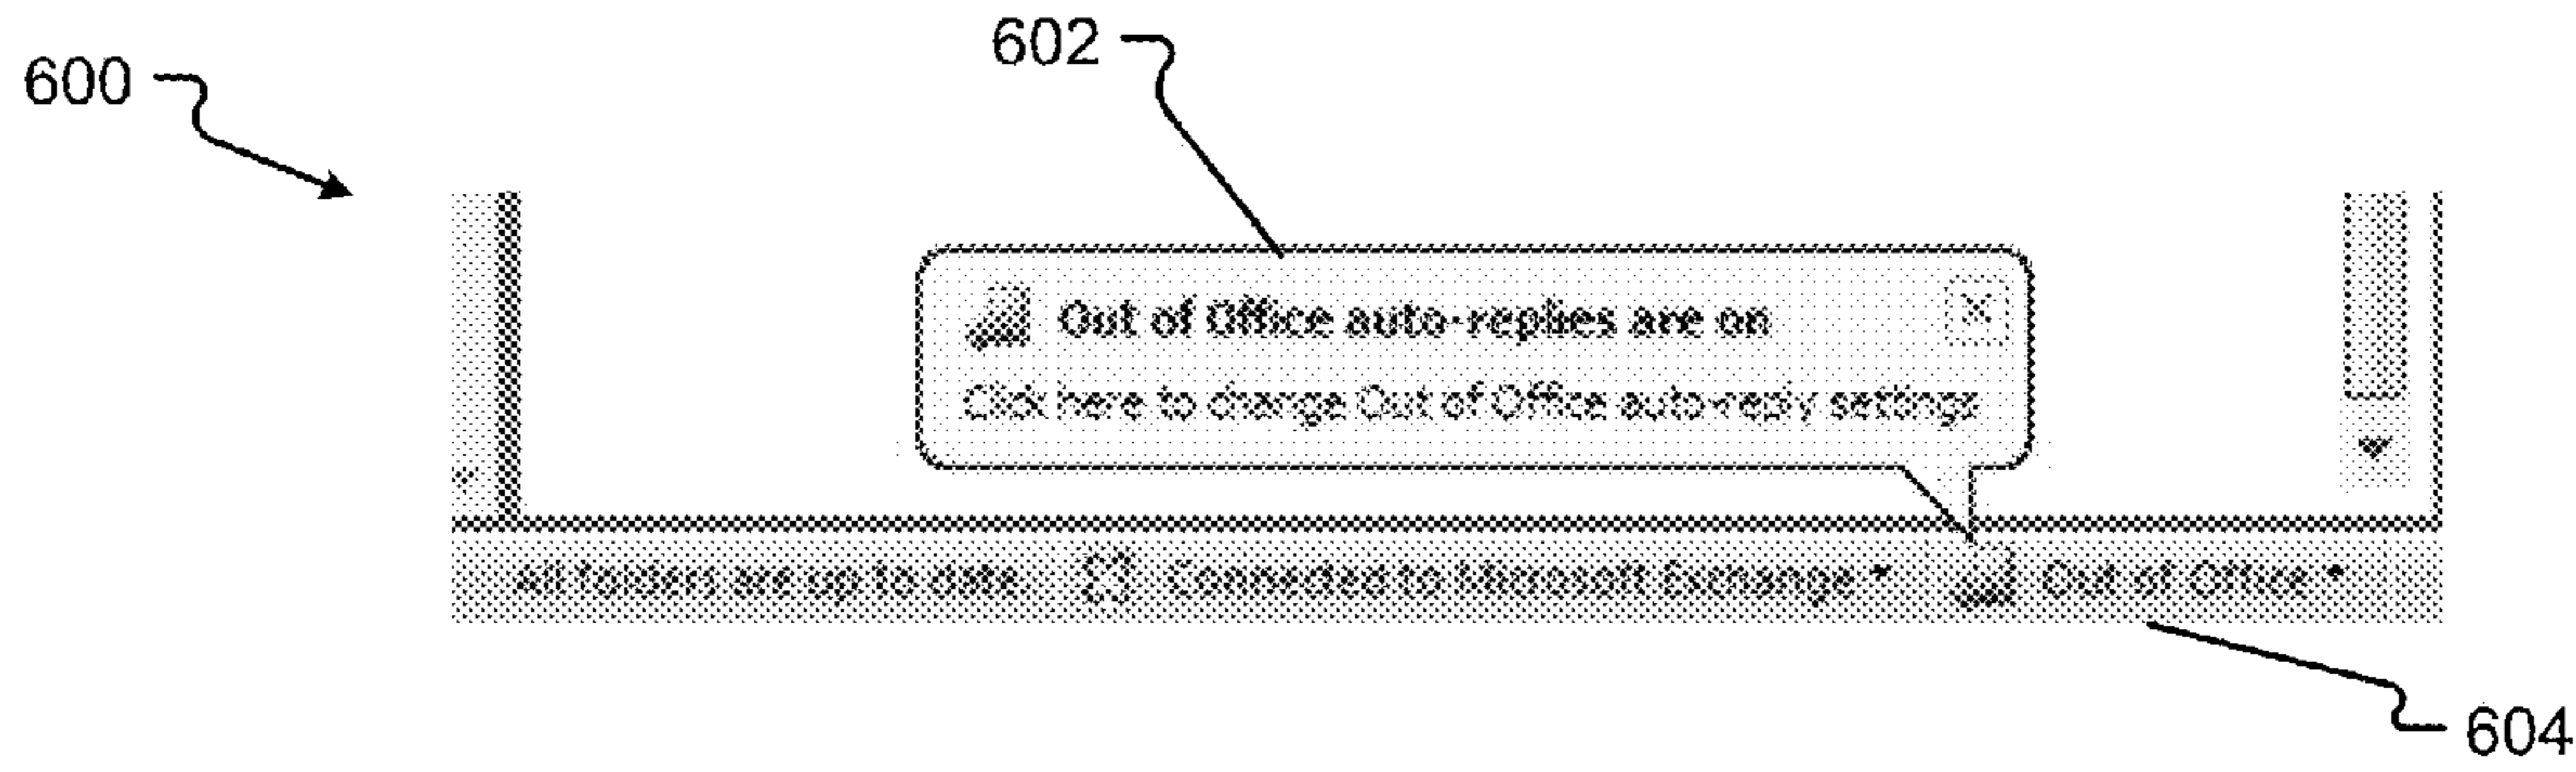 600
602
Out of Office auto-replies are on
Click here to change Out of Office auto-reply settings
All folders are up to date Connected to Microsoft Exchange Out of Office
604